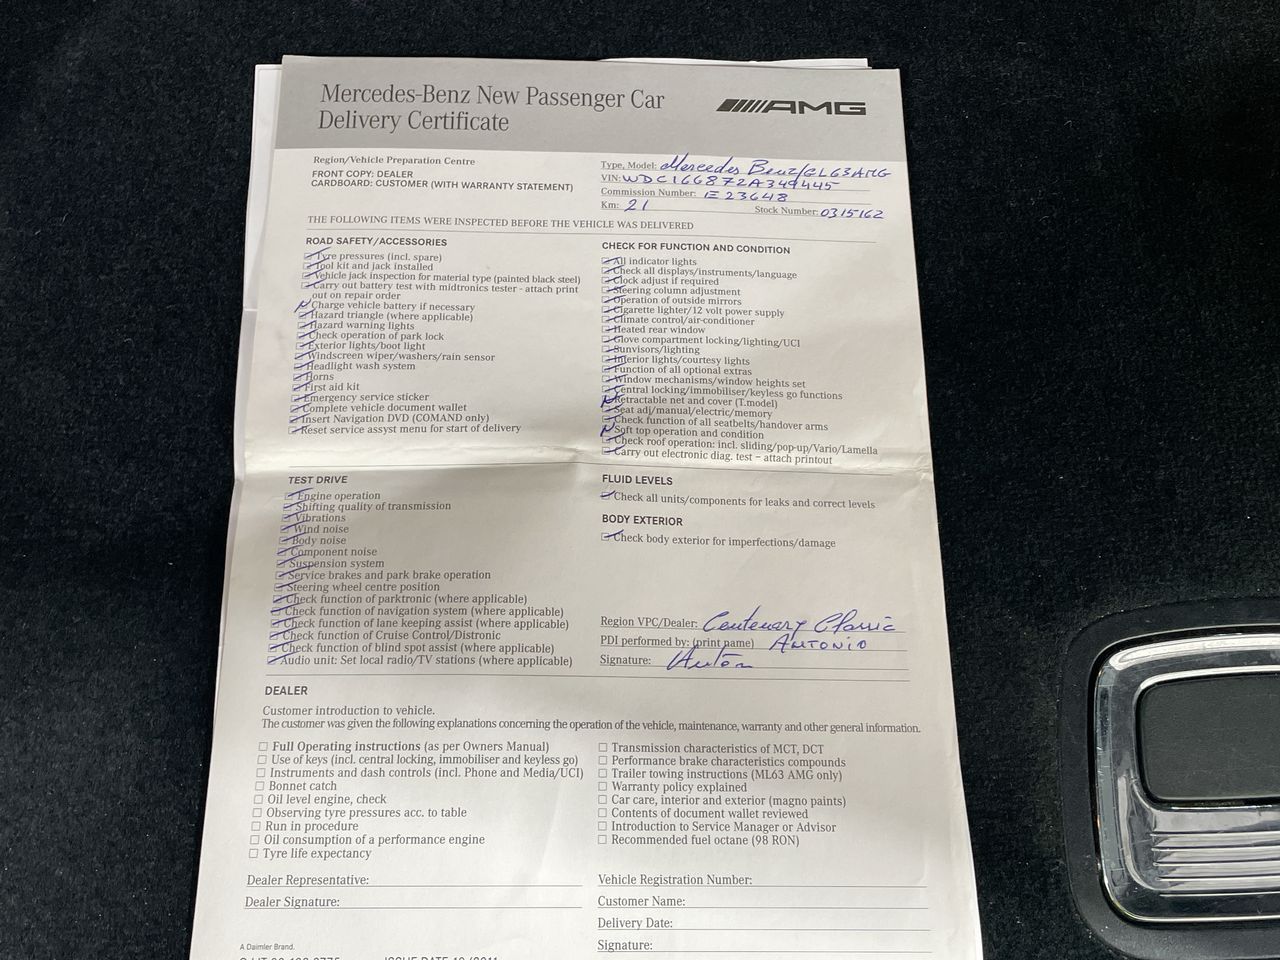 Mercedes-Benz New Passenger Car
Delivery Certificate
AMG
Region/Vehicle Preparation Centre
FRONT COPY: DEALER
CARDBOARD: CUSTOMER (WITH WARRANTY STATEMENT)
Type, Model: Mercedes Benz/GL63AMG
VIN: WDC166872A349445
Commission Number: IE23648
Km: 21
Stock Number: 0315162
THE FOLLOWING ITEMS WERE INSPECTED BEFORE THE VEHICLE WAS DELIVERED
ROAD SAFETY/ACCESSORIES
Tyre pressures (incl. spare)
Tool kit and jack installed
Vehicle jack inspection for material type (painted black steel)
Carry out battery test with midtronics tester - attach print
out on repair order
N Charge vehicle battery if necessary
Hazard triangle (where applicable)
Hazard warning lights
Check operation of park lock
Exterior lights/boot light
Windscreen wiper/washers/rain sensor
Headlight wash system
Horns
First aid kit
Emergency service sticker
Complete vehicle document wallet
Insert Navigation DVD (COMAND only)
Reset service assyst menu for start of delivery
CHECK FOR FUNCTION AND CONDITION
All indicator lights
Check all displays/instruments/language
Clock adjust if required
Steering column adjustment
Operation of outside mirrors
Cigarette lighter/12 volt power supply
Climate control/air-conditioner
Heated rear window
Glove compartment locking/lighting/UCI
Sunvisors/lighting
Interior lights/courtesy lights
Function of all optional extras
Window mechanisms/window heights set
Central locking/immobiliser/keyless go functions
N Retractable net and cover (T.model)
Seat adj/manual/electric/memory
Check function of all seatbelts/handover arms
N Soft top operation and condition
Check roof operation: incl. sliding/pop-up/Vario/Lamella
Carry out electronic diag. test – attach printout
TEST DRIVE
Engine operation
Shifting quality of transmission
Vibrations
Wind noise
Body noise
Component noise
Suspension system
Service brakes and park brake operation
Steering wheel centre position
Check function of parktronic (where applicable)
Check function of navigation system (where applicable)
Check function of lane keeping assist (where applicable)
Check function of Cruise Control/Distronic
Check function of blind spot assist (where applicable)
Audio unit: Set local radio/TV stations (where applicable)
FLUID LEVELS
Check all units/components for leaks and correct levels
BODY EXTERIOR
Check body exterior for imperfections/damage
Region VPC/Dealer: Centenary Classic
PDI performed by: (print name) ANTONIO
Signature: Anton
DEALER
Customer introduction to vehicle.
The customer was given the following explanations concerning the operation of the vehicle, maintenance, warranty and other general information.
Full Operating instructions (as per Owners Manual)
Use of keys (incl. central locking, immobiliser and keyless go)
Instruments and dash controls (incl. Phone and Media/UCI)
Bonnet catch
Oil level engine, check
Observing tyre pressures acc. to table
Run in procedure
Oil consumption of a performance engine
Tyre life expectancy
Transmission characteristics of MCT, DCT
Performance brake characteristics compounds
Trailer towing instructions (ML63 AMG only)
Warranty policy explained
Car care, interior and exterior (magno paints)
Contents of document wallet reviewed
Introduction to Service Manager or Advisor
Recommended fuel octane (98 RON)
Dealer Representative:
Dealer Signature:
Vehicle Registration Number:
Customer Name:
Delivery Date:
Signature:
A Daimler Brand.
ISSUE DATE